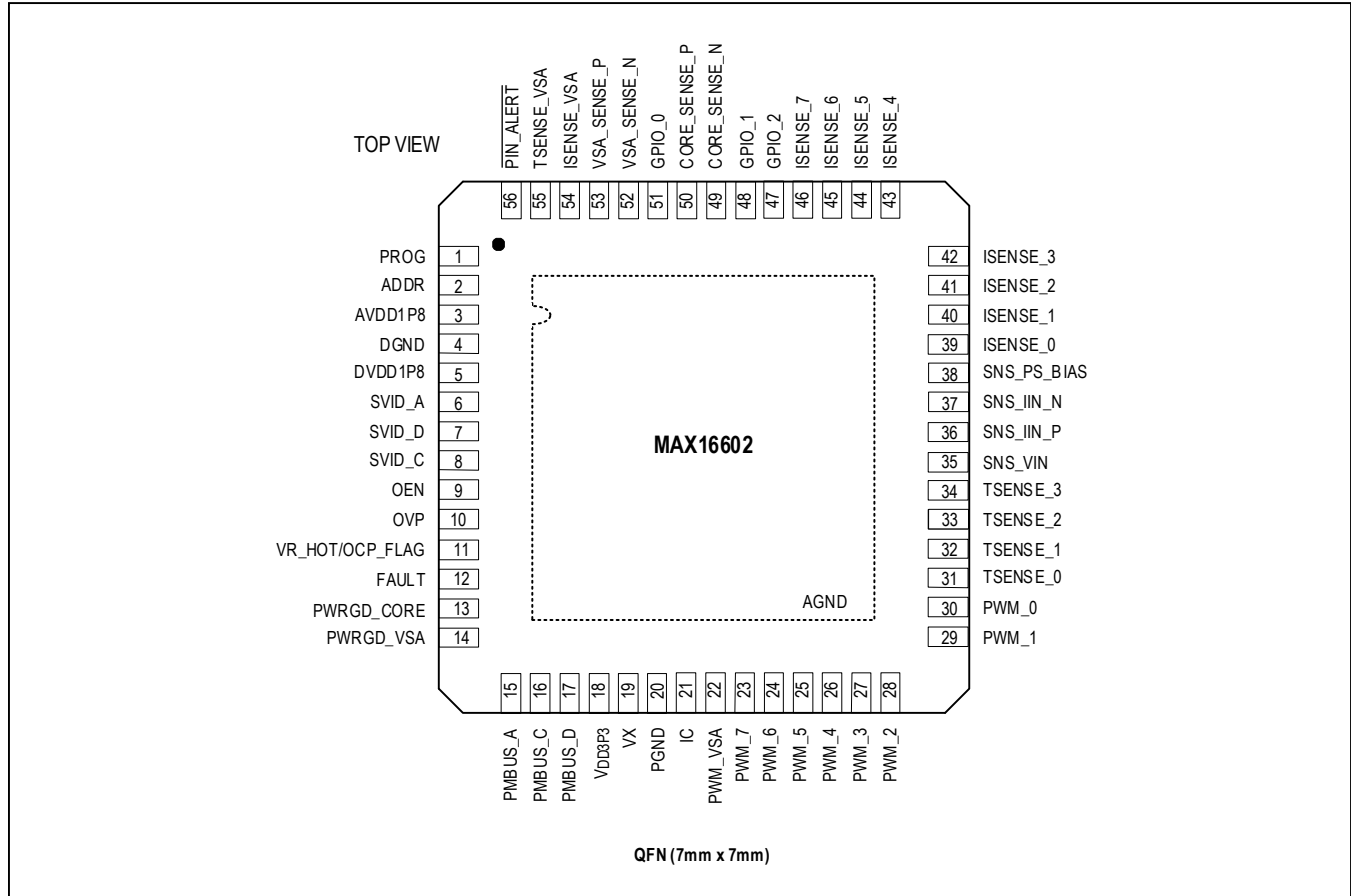 TOP VIEW
PIN_ALERT
TSENSE_VSA
ISENSE_VSA
VSA_SENSE_P
VSA_SENSE_N
GPIO_0
CORE_SENSE_P
CORE_SENSE_N
GPIO_1
GPIO_2
ISENSE_7
ISENSE_6
ISENSE_5
ISENSE_4
56 55 54 53 52 51 50 49 48 47 46 45 44 43
PROG 1
ADDR 2
AVDD1P8 3
DGND 4
DVDD1P8 5
SVID_A 6
SVID_D 7
SVID_C 8
OEN 9
OVP 10
VR_HOT/OCP_FLAG 11
FAULT 12
PWRGD_CORE 13
PWRGD_VSA 14
MAX16602
AGND
42 ISENSE_3
41 ISENSE_2
40 ISENSE_1
39 ISENSE_0
38 SNS_PS_BIAS
37 SNS_IIN_N
36 SNS_IIN_P
35 SNS_VIN
34 TSENSE_3
33 TSENSE_2
32 TSENSE_1
31 TSENSE_0
30 PWM_0
29 PWM_1
15 16 17 18 19 20 21 22 23 24 25 26 27 28
PMBUS_A
PMBUS_C
PMBUS_D
VDD3P3
VX
PGND
IC
PWM_VSA
PWM_7
PWM_6
PWM_5
PWM_4
PWM_3
PWM_2
QFN (7mm x 7mm)